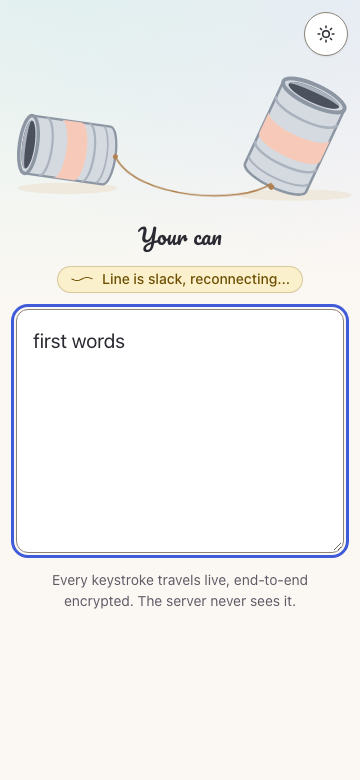 Your can
Line is slack, reconnecting...
first words
Every keystroke travels live, end-to-end
encrypted. The server never sees it.